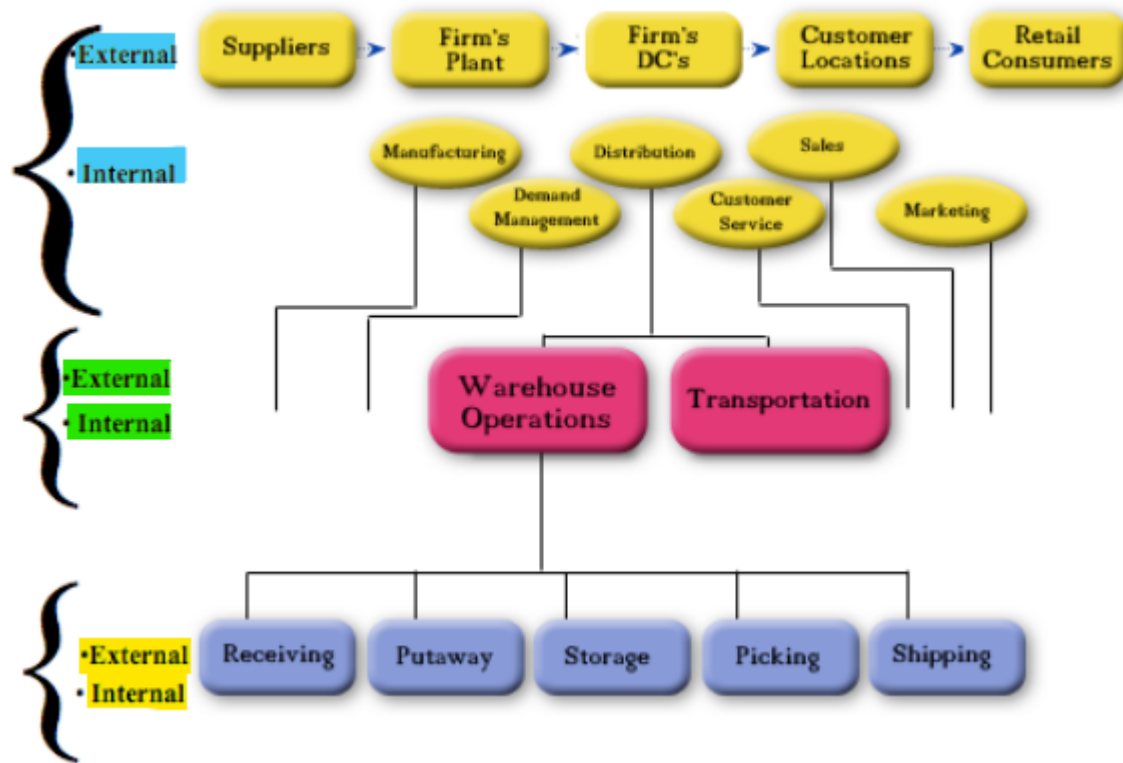 •External
Suppliers
Firm's
Plant
Firm's
DC's
Customer
Locations
Retail
Consumers
• Internal
Manufacturing
Demand
Management
Distribution
Customer
Service
Sales
Marketing
•External
• Internal
Warehouse
Operations
Transportation
•External
• Internal
Receiving
Putaway
Storage
Picking
Shipping